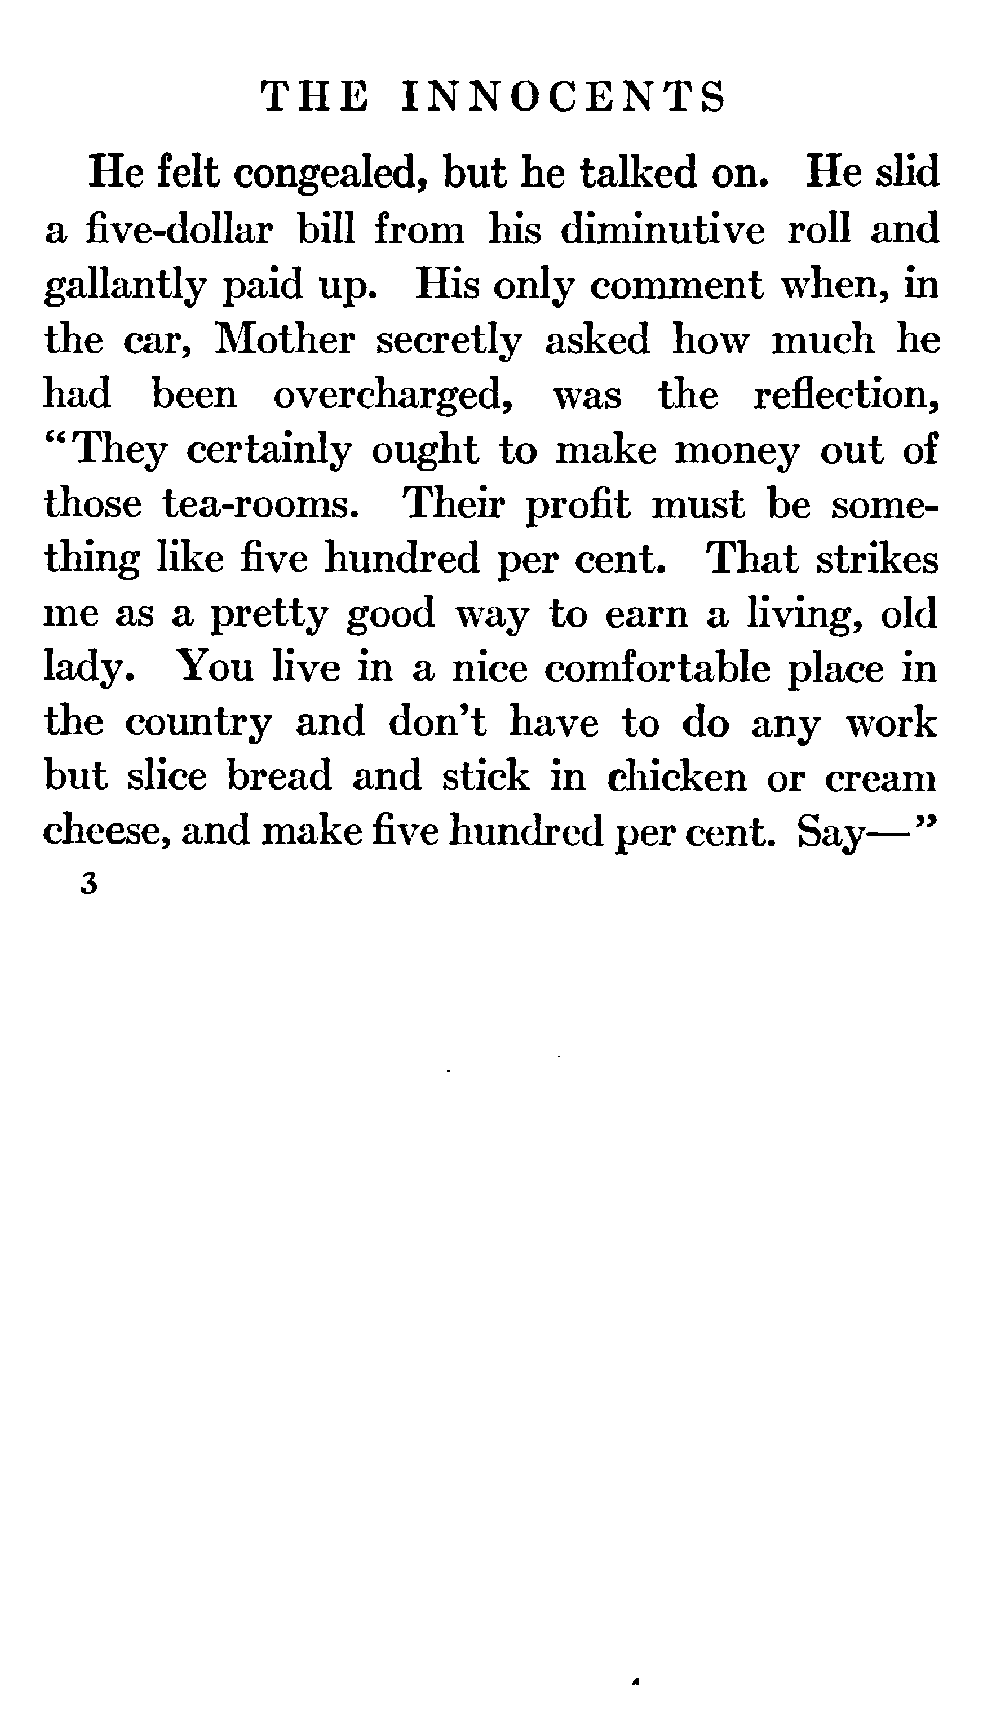 THE INNOCENTS
He felt congealed, but he talked on. He slid
a five-dollar bill from his diminutive roll and
gallantly paid up. His only comment when, in
the car, Mother secretly asked how much he
had been overcharged, was the reflection,
“They certainly ought to make money out of
those tea-rooms. Their profit must be some-
thing like five hundred per cent. That strikes
me as a pretty good way to earn a living, old
lady. You live in a nice comfortable place in
the country and don’t have to do any work
but slice bread and stick in chicken or cream
cheese, and make five hundred per cent. Say—”
3